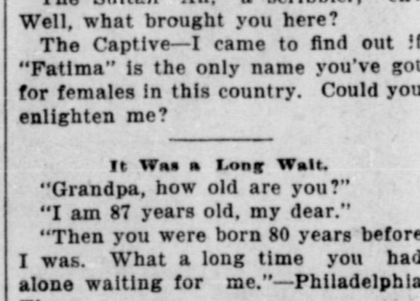 Well, what brought you here?
The Captive—I came to find out if
"Fatima" is the only name you've got
for females in this country. Could you
enlighten me?
It Was a Long Wait.
"Grandpa, how old are you?"
"I am 87 years old, my dear."
"Then you were born 80 years before
I was. What a long time you had
alone waiting for me."—Philadelphia